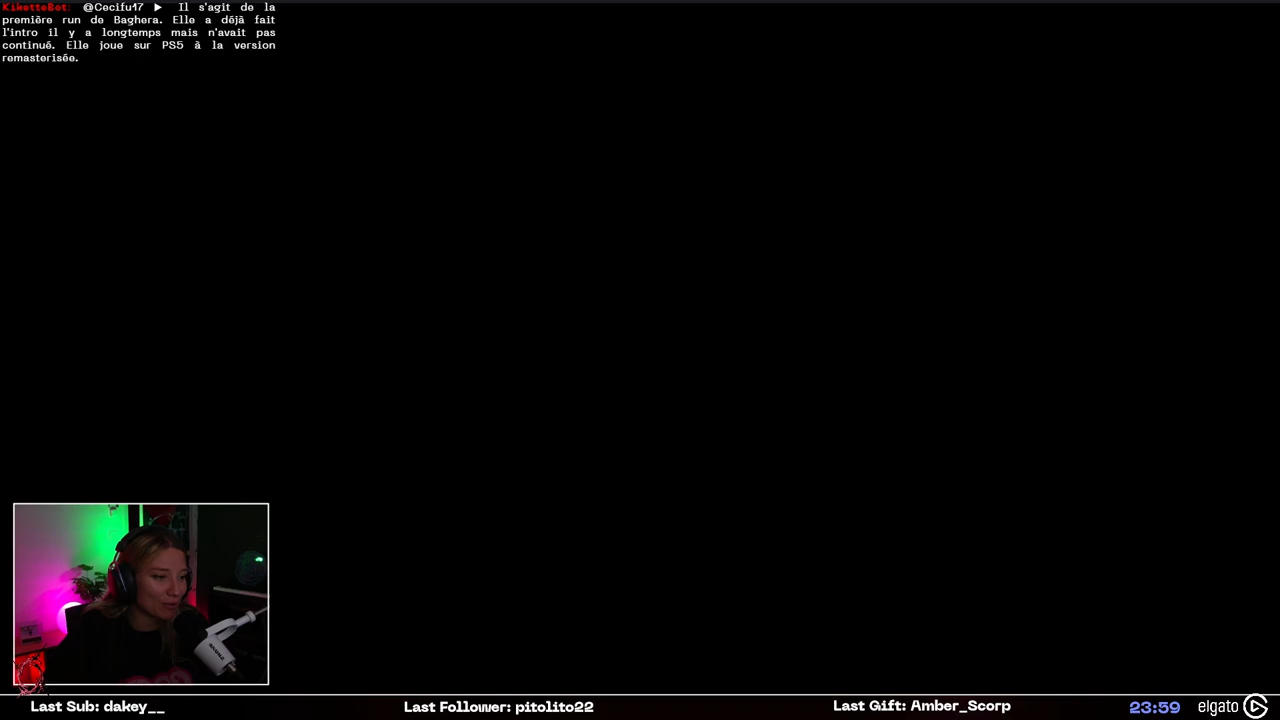 KiketteBot: @Cecifu17 ► Il s'agit de la
première run de Baghera. Elle a déjà fait
l'intro il y a longtemps mais n'avait pas
continué. Elle joue sur PS5 à la version
remasterisée.
Last Sub: dakey__
Last Follower: pitolito22
Last Gift: Amber_Scorp
23:59
elgato